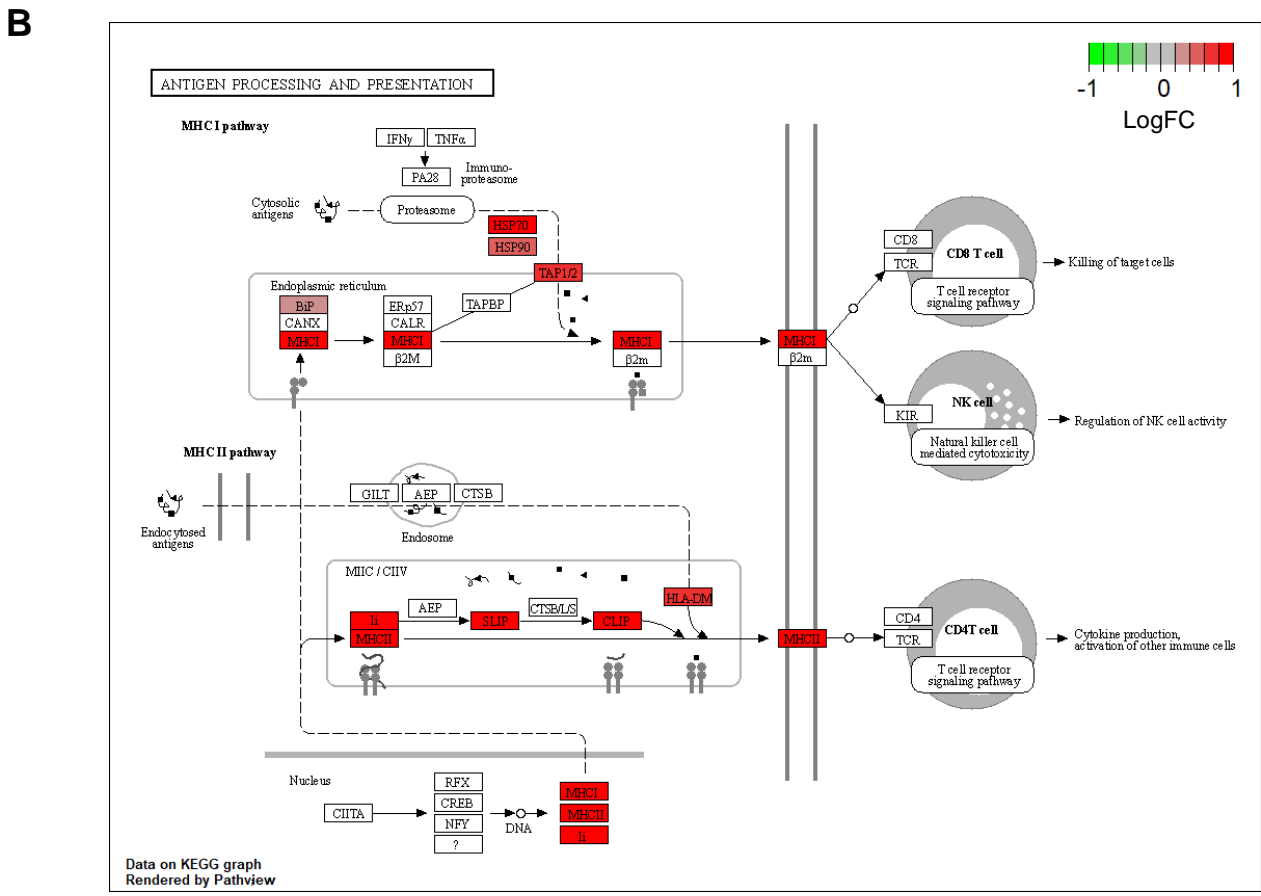 B
ANTIGEN PROCESSING AND PRESENTATION
-1 0 1
LogFC
MHC I pathway
IFNγ TNFα
PA28
Immuno-
proteasome
Cytosolic
antigens
Proteasome
HSP70
HSP90
TAP1/2
Endoplasmic reticulum
BiP
CANX
MHCI
ERp57
CALR
MHCI
β2M
TAPBP
MHCI
β2m
MHCI
β2m
CD8
TCR
CD8 T cell
T cell receptor
signaling pathway
Killing of target cells
KIR
NK cell
Natural killer cell
mediated cytotoxicity
Regulation of NK cell activity
MHC II pathway
Endocytosed
antigens
GILT AEP CTSB
Endosome
MIIC / CIIV
Ii
MHCII
AEP
SLIP
CTSB/L/S
CLIP
HLA-DM
MHCII
CD4
TCR
CD4T cell
T cell receptor
signaling pathway
Cytokine production,
activation of other immune cells
Nucleus
CIITA
RFX
CREB
NFY
?
DNA
MHCI
MHCII
Ii
Data on KEGG graph
Rendered by Pathview